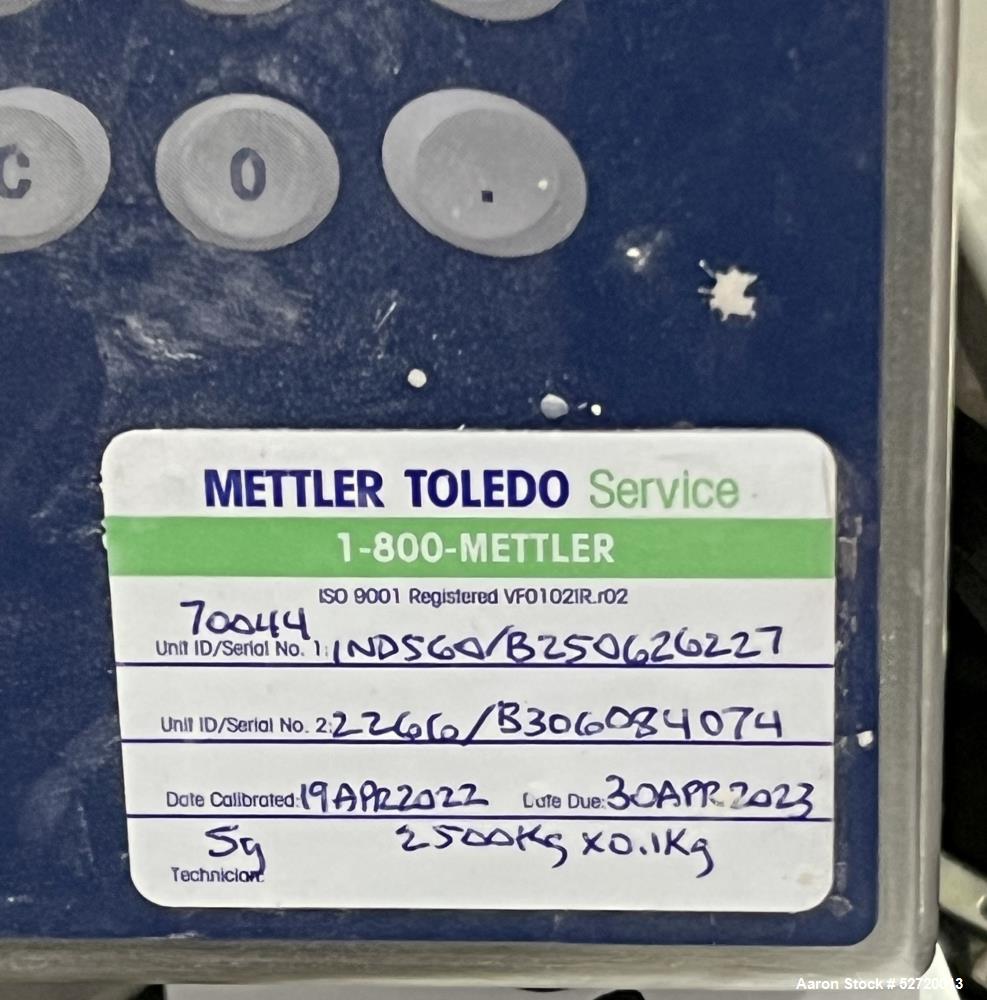 C 0 .
METTLER TOLEDO Service
1-800-METTLER
ISO 9001 Registered VF0102IR.r02
70044
Unit ID/Serial No. 1: IND560/B250626227
Unit ID/Serial No. 2: 2266/B306084074
Date Calibrated: 19APR2022 Date Due: 30APR2023
Sg 2500Kg x0.1Kg
Technician:
Aaron Stock # 52720013